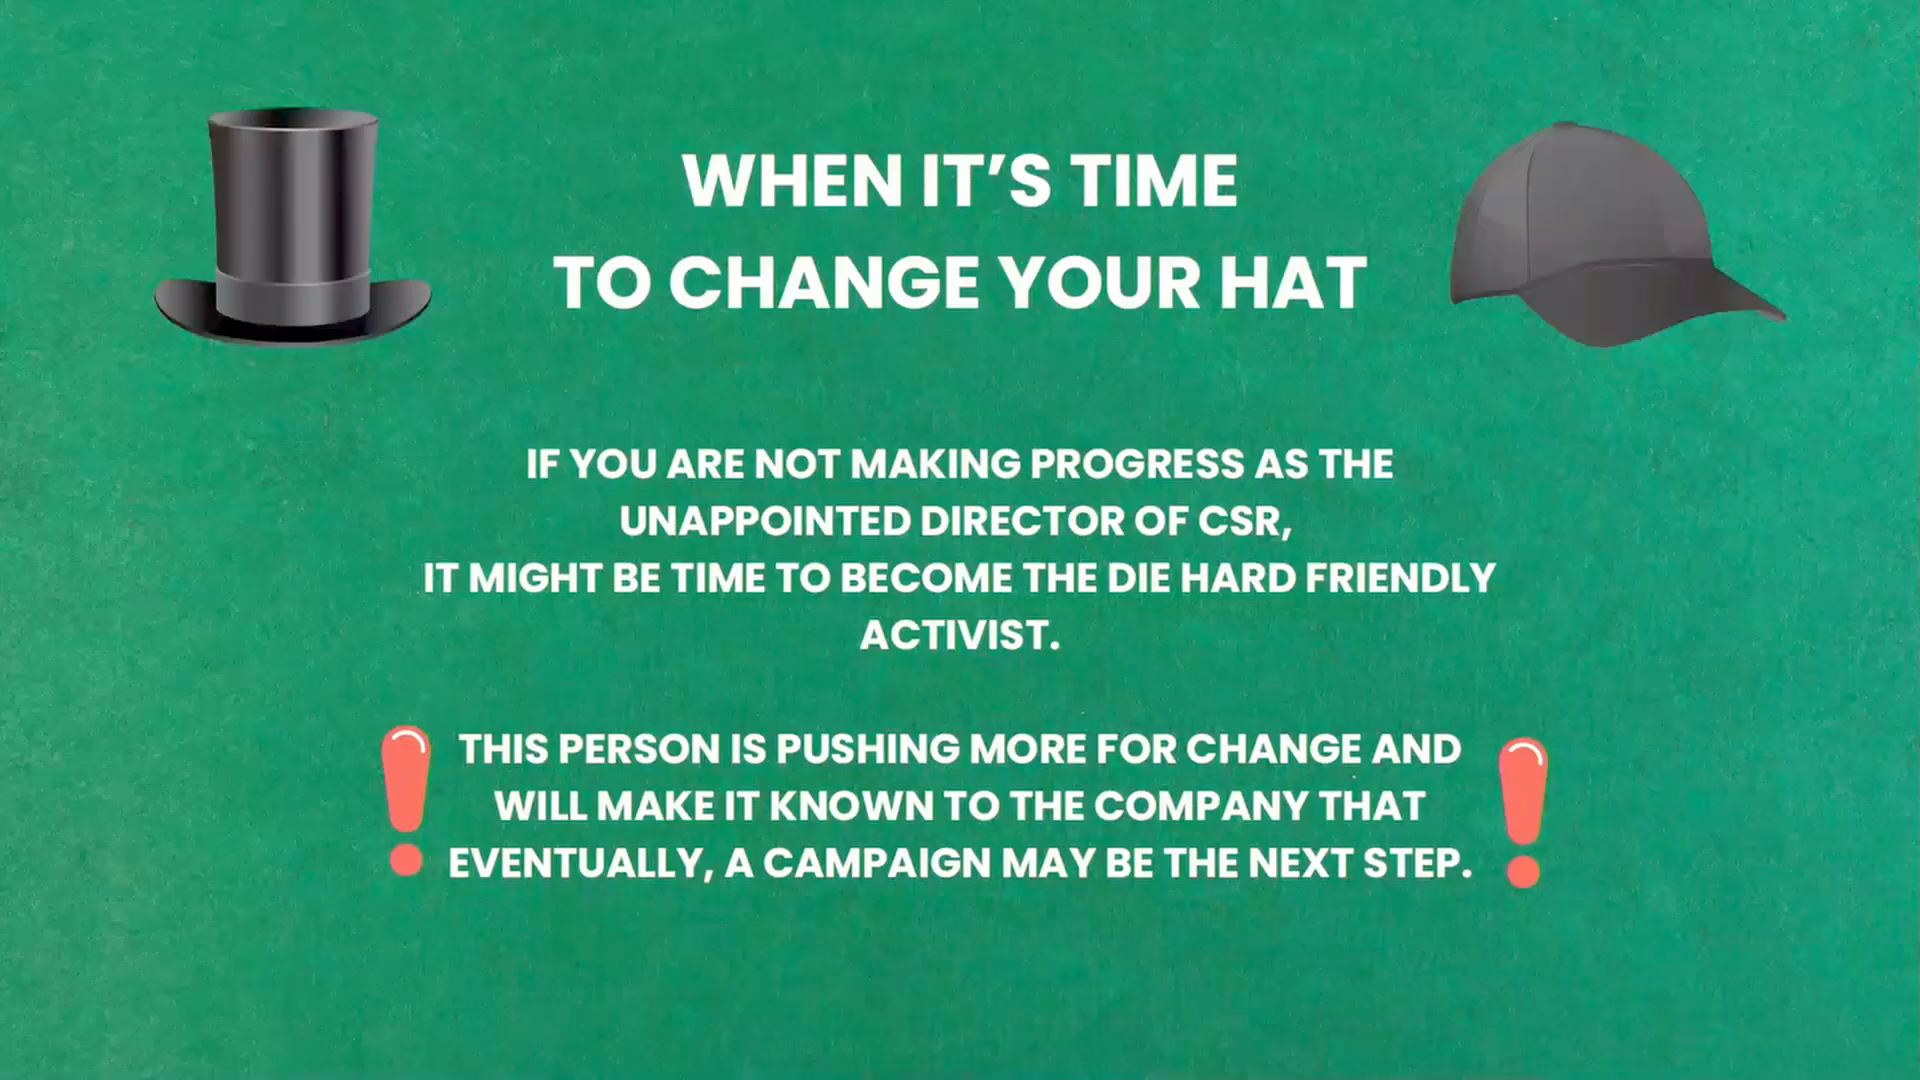 WHEN IT’S TIME
TO CHANGE YOUR HAT
IF YOU ARE NOT MAKING PROGRESS AS THE
UNAPPOINTED DIRECTOR OF CSR,
IT MIGHT BE TIME TO BECOME THE DIE HARD FRIENDLY
ACTIVIST.
THIS PERSON IS PUSHING MORE FOR CHANGE AND
WILL MAKE IT KNOWN TO THE COMPANY THAT
EVENTUALLY, A CAMPAIGN MAY BE THE NEXT STEP.